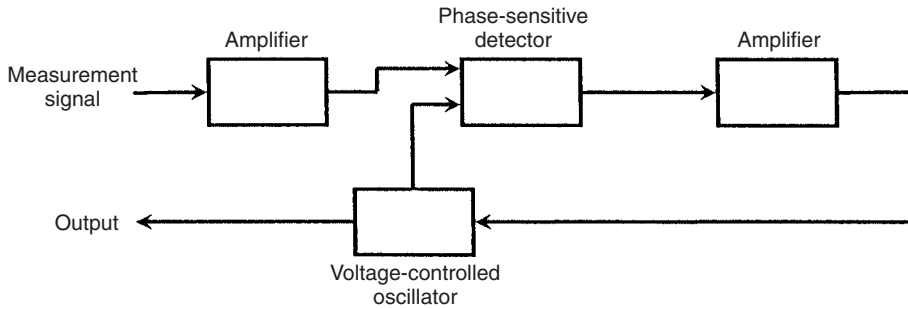 Phase-sensitive
detector
Amplifier
Amplifier
Measurement
signal
Output
Voltage-controlled
oscillator